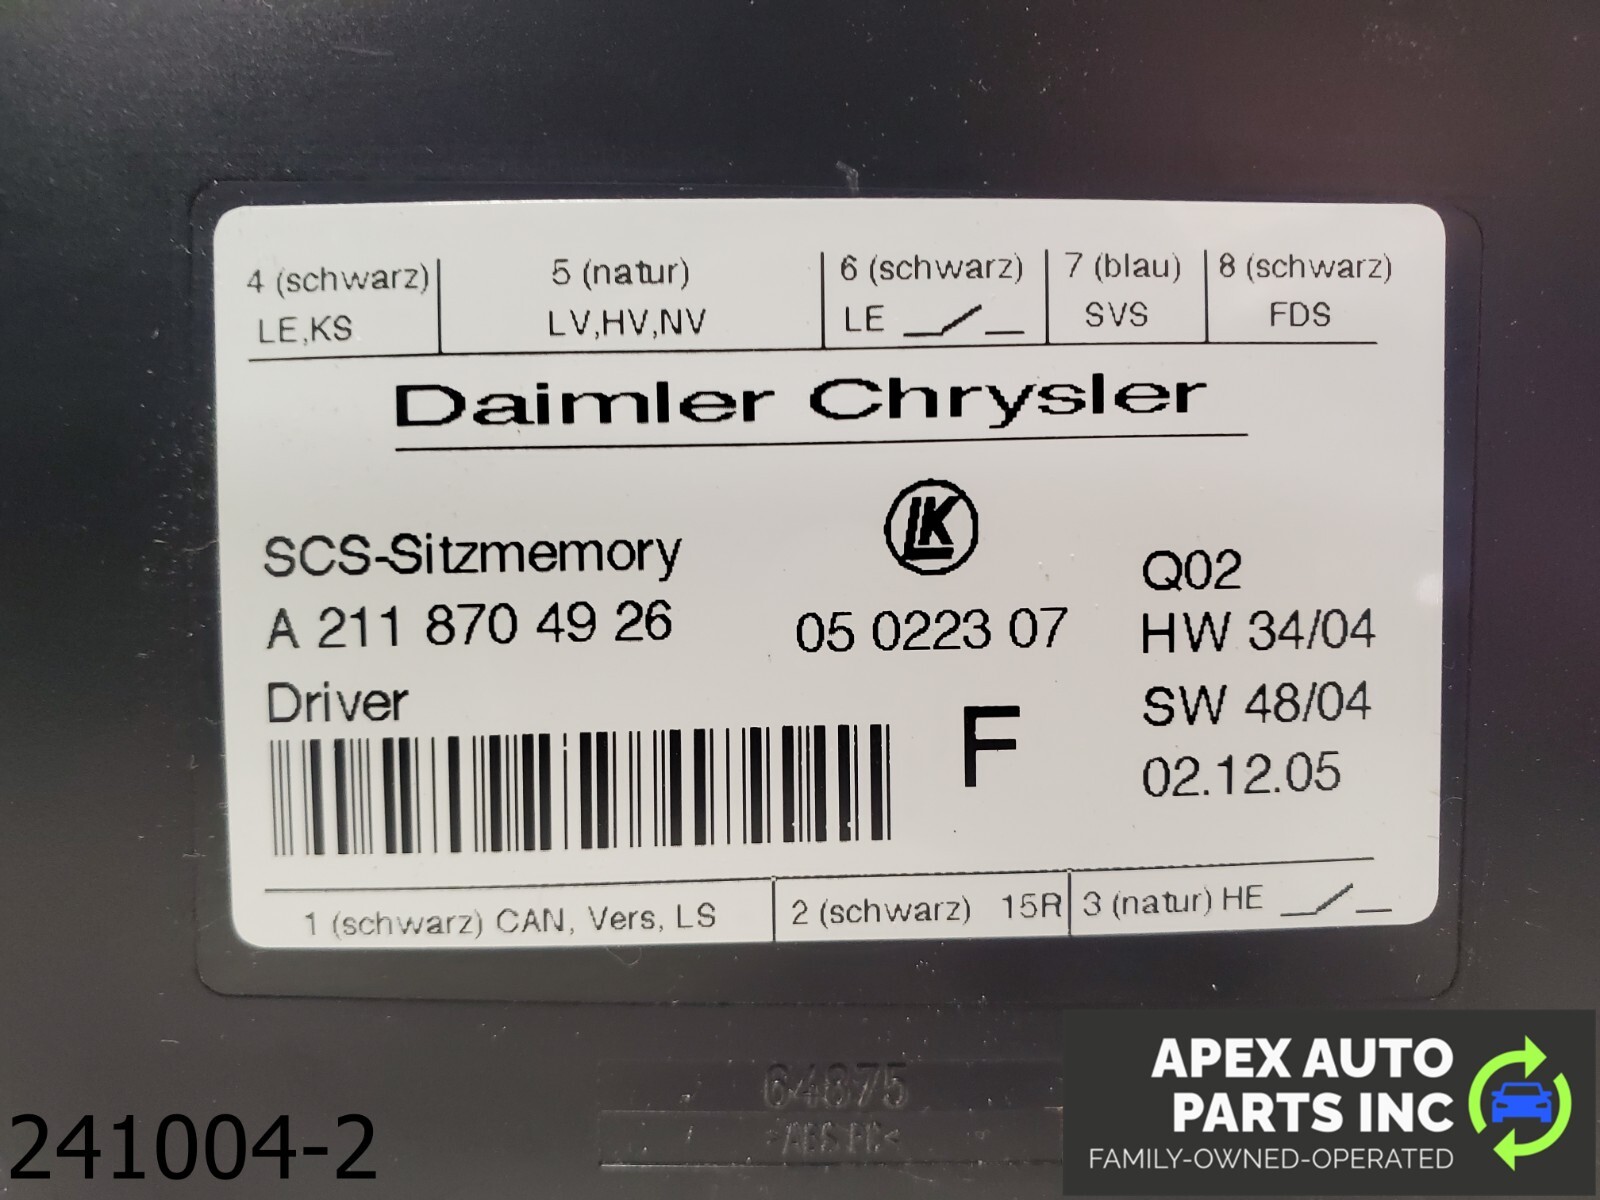 4 (schwarz) 5 (natur) 6 (schwarz) 7 (blau) 8 (schwarz)
LE,KS LV,HV,NV LE SVS FDS
Daimler Chrysler
LK
SCS-Sitzmemory
A 211 870 49 26 05 0223 07
Driver
F
Q02
HW 34/04
SW 48/04
02.12.05
1 (schwarz) CAN, Vers, LS 2 (schwarz) 15R 3 (natur) HE
64875
241004-2
APEX AUTO
PARTS INC
FAMILY-OWNED-OPERATED